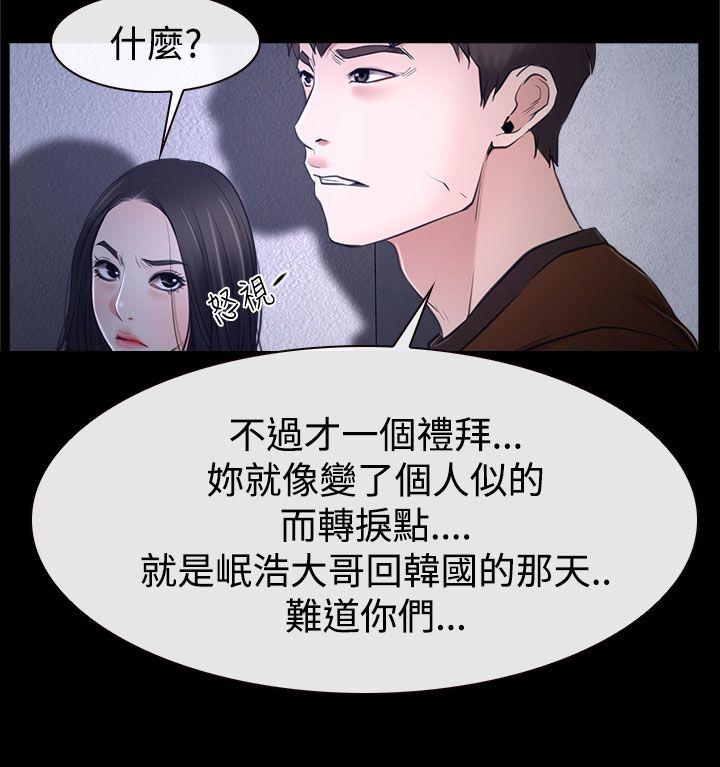 什麼?
怒視
不過才一個禮拜...
妳就像變了個人似的
而轉捩點....
就是岷浩大哥回韓國的那天..
難道你們...